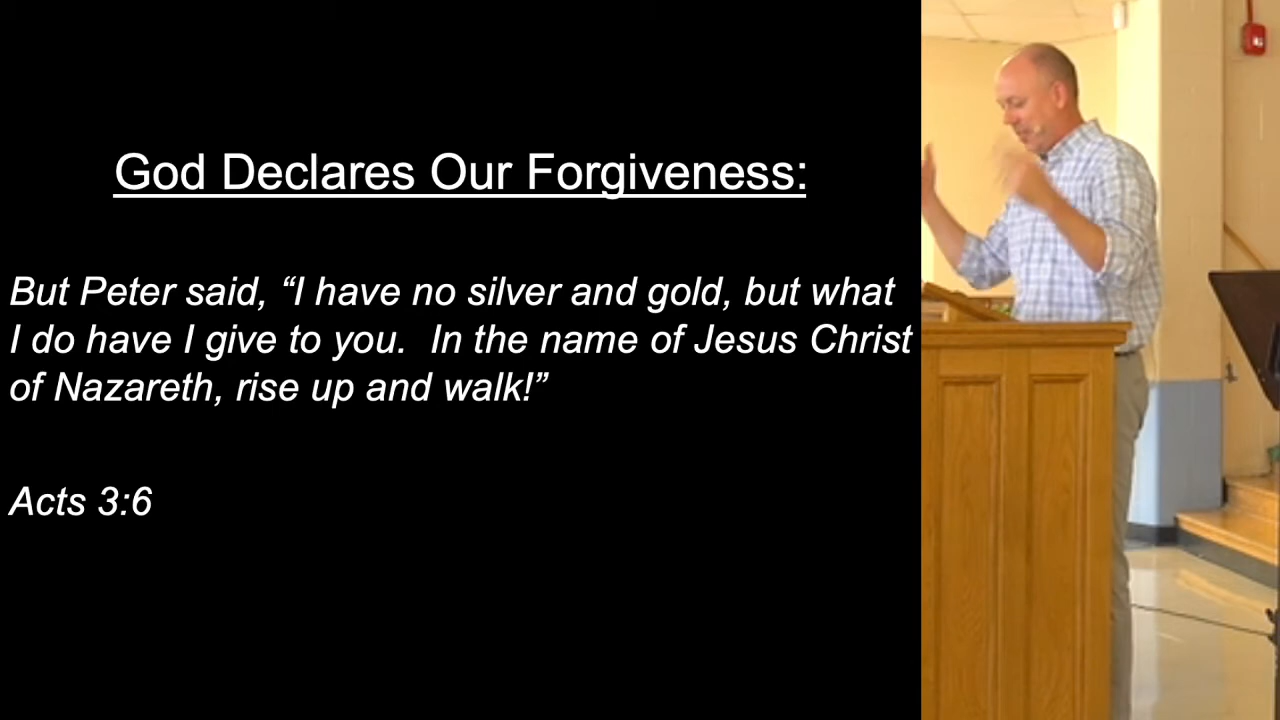 God Declares Our Forgiveness:
But Peter said, “I have no silver and gold, but what
I do have I give to you.  In the name of Jesus Christ
of Nazareth, rise up and walk!”
Acts 3:6